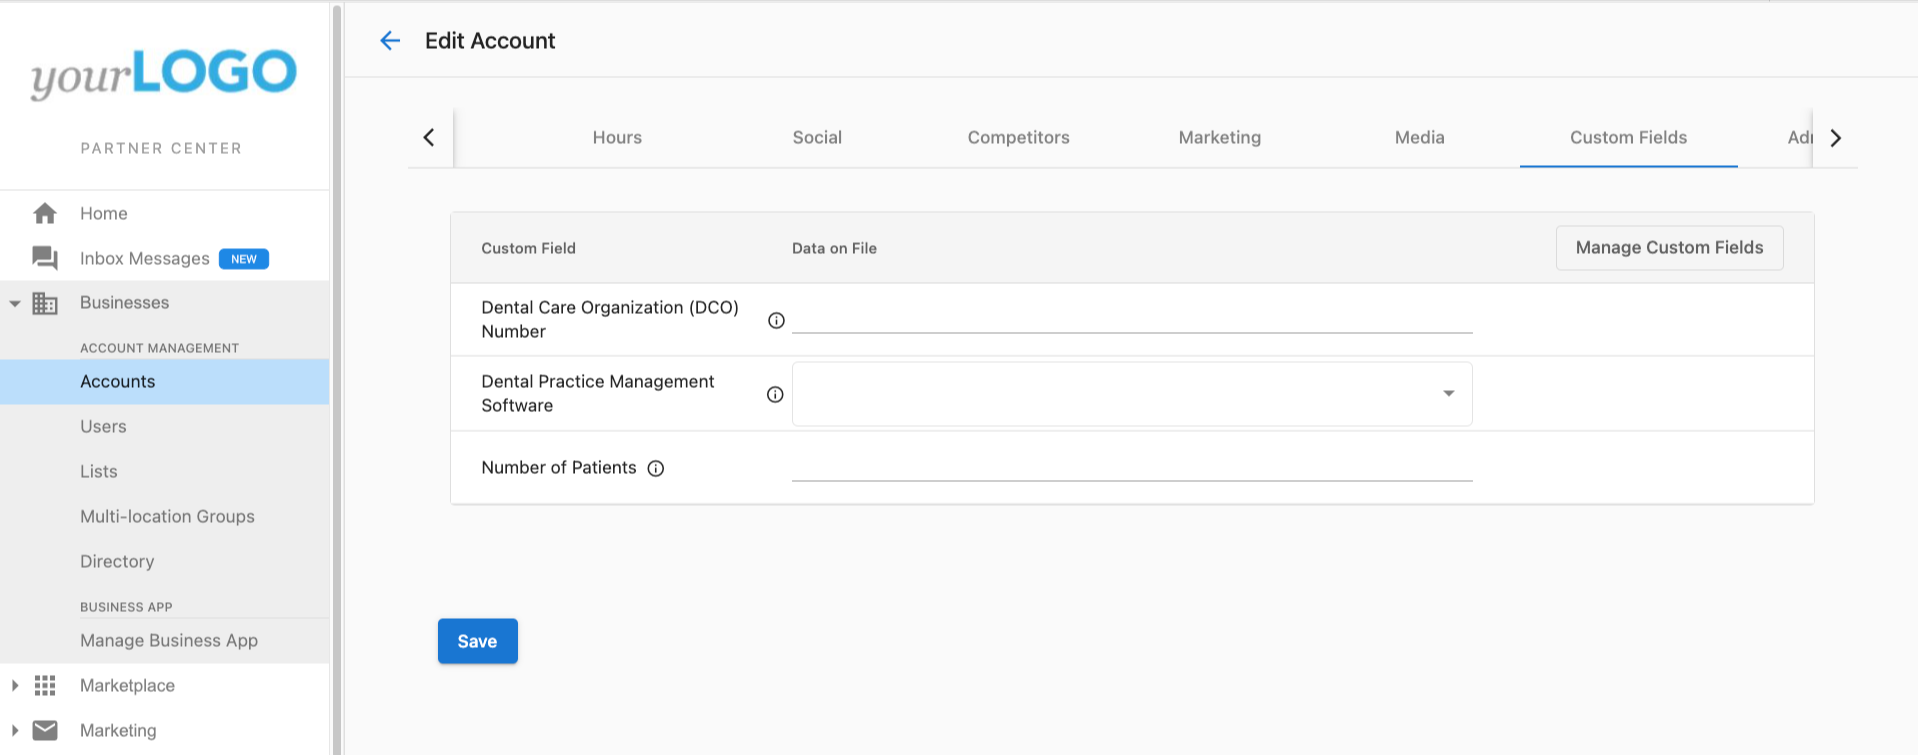 yourLOGO
PARTNER CENTER
Home
Inbox Messages NEW
Businesses
ACCOUNT MANAGEMENT
Accounts
Users
Lists
Multi-location Groups
Directory
BUSINESS APP
Manage Business App
Marketplace
Marketing
Edit Account
Hours Social Competitors Marketing Media Custom Fields
Custom Field Data on File Manage Custom Fields
Dental Care Organization (DCO)
Number
Dental Practice Management
Software
Number of Patients
Save